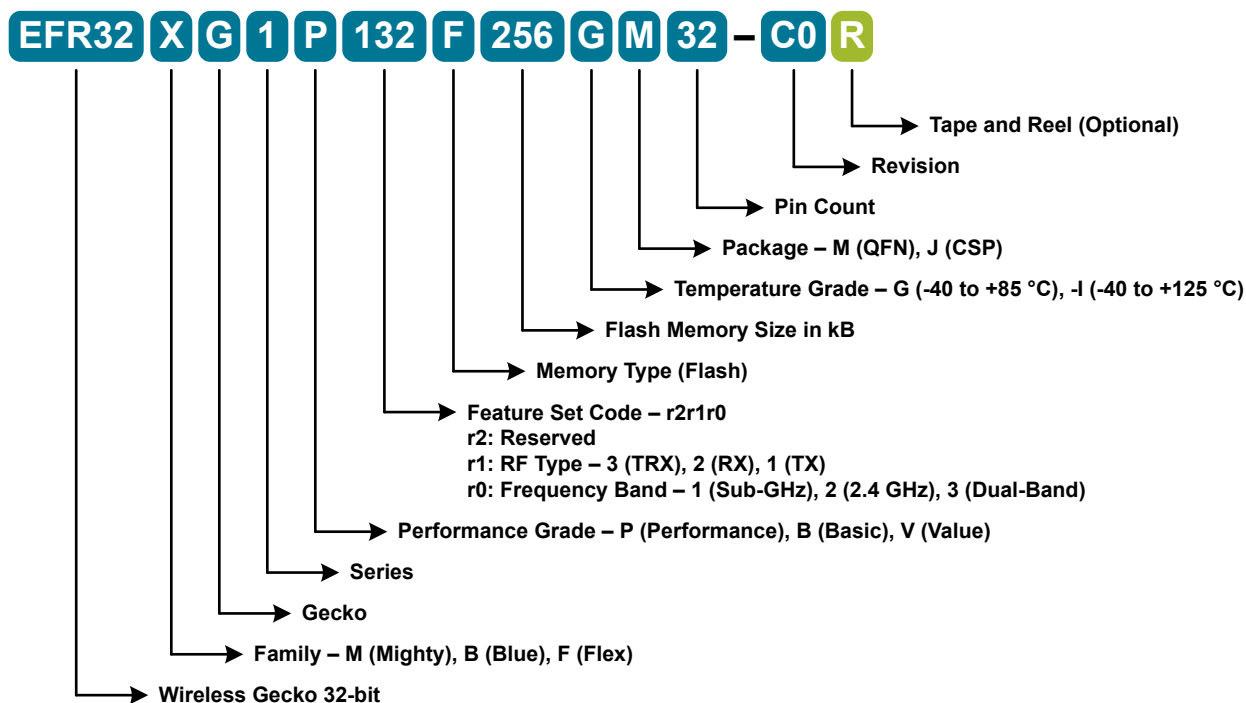 EFR32 X G 1 P 132 F 256 G M 32 – C0 R
Tape and Reel (Optional)
Revision
Pin Count
Package – M (QFN), J (CSP)
Temperature Grade – G (-40 to +85 °C), -I (-40 to +125 °C)
Flash Memory Size in kB
Memory Type (Flash)
Feature Set Code – r2r1r0
r2: Reserved
r1: RF Type – 3 (TRX), 2 (RX), 1 (TX)
r0: Frequency Band – 1 (Sub-GHz), 2 (2.4 GHz), 3 (Dual-Band)
Performance Grade – P (Performance), B (Basic), V (Value)
Series
Gecko
Family – M (Mighty), B (Blue), F (Flex)
Wireless Gecko 32-bit